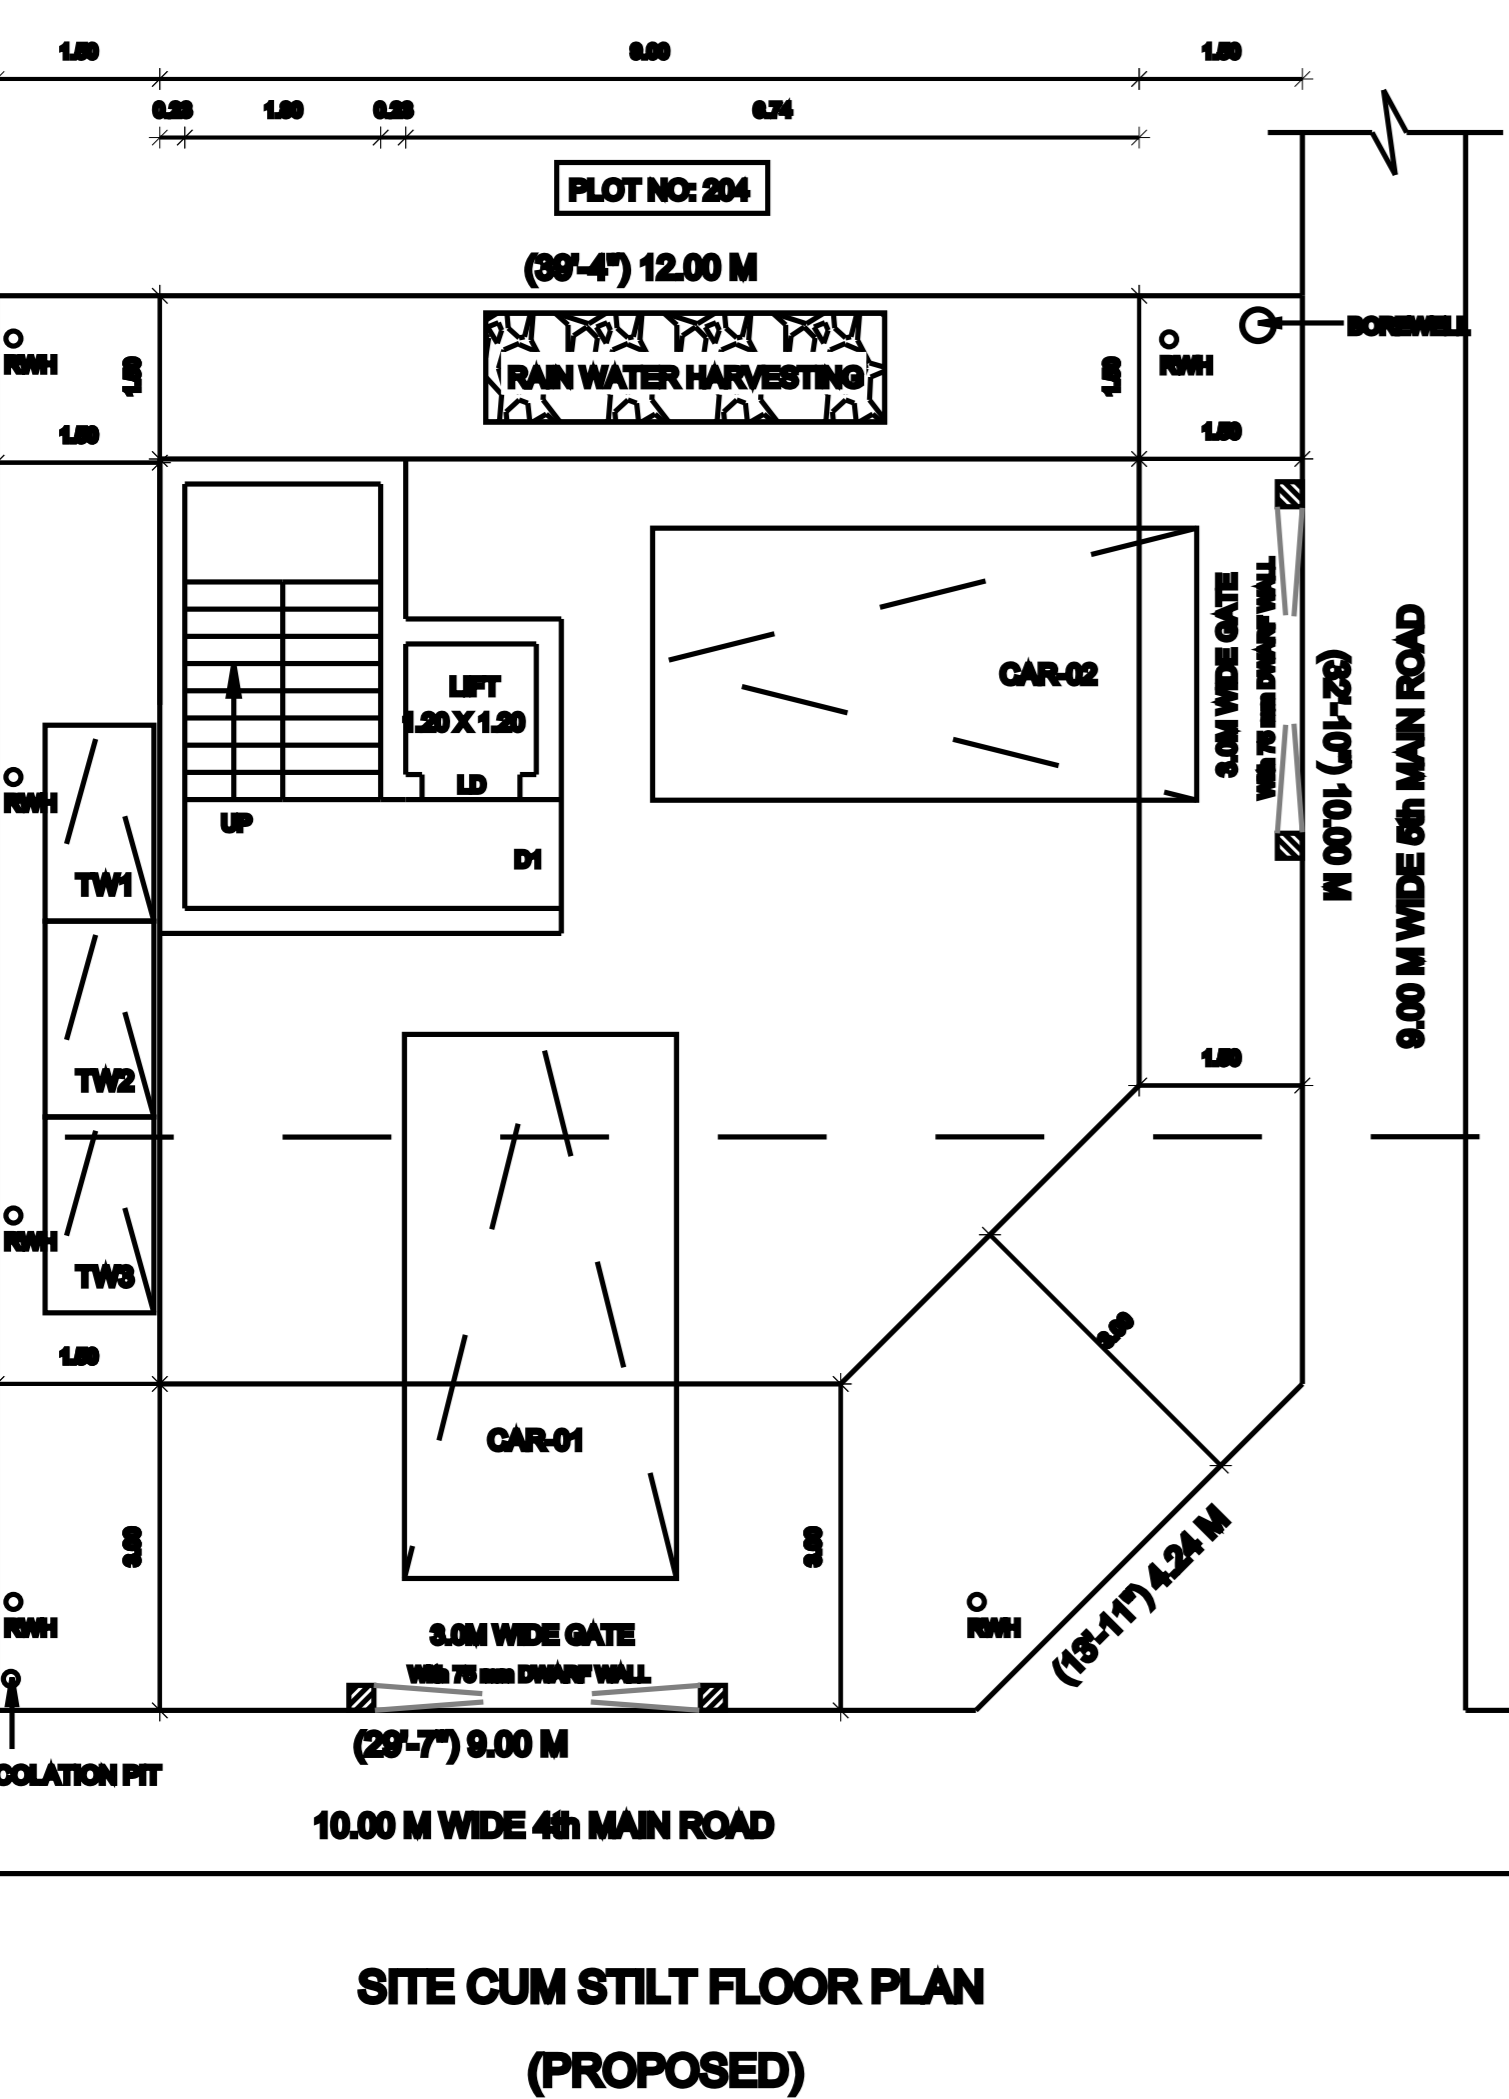 1.50
9.00
1.50
0.23
1.80
0.23
6.74
PLOT NO: 204
(39'-4") 12.00 M
RWH
1.50
RAIN WATER HARVESTING
1.50
RWH
BOREWELL
1.50
1.50
LIFT
1.20 X 1.20
LD
UP
D1
CAR-02
3.0M WIDE GATE
With 75 mm DWARF WALL
(32'-10") 10.00 M
9.00 M WIDE 5th MAIN ROAD
RWH
TW1
TW2
1.50
RWH
TW3
1.50
3.00
CAR-01
3.00
3.00
RWH
3.0M WIDE GATE
With 75 mm DWARF WALL
RWH
(13'-11") 4.24 M
(29'-7") 9.00 M
COLATION PIT
10.00 M WIDE 4th MAIN ROAD
SITE CUM STILT FLOOR PLAN
(PROPOSED)